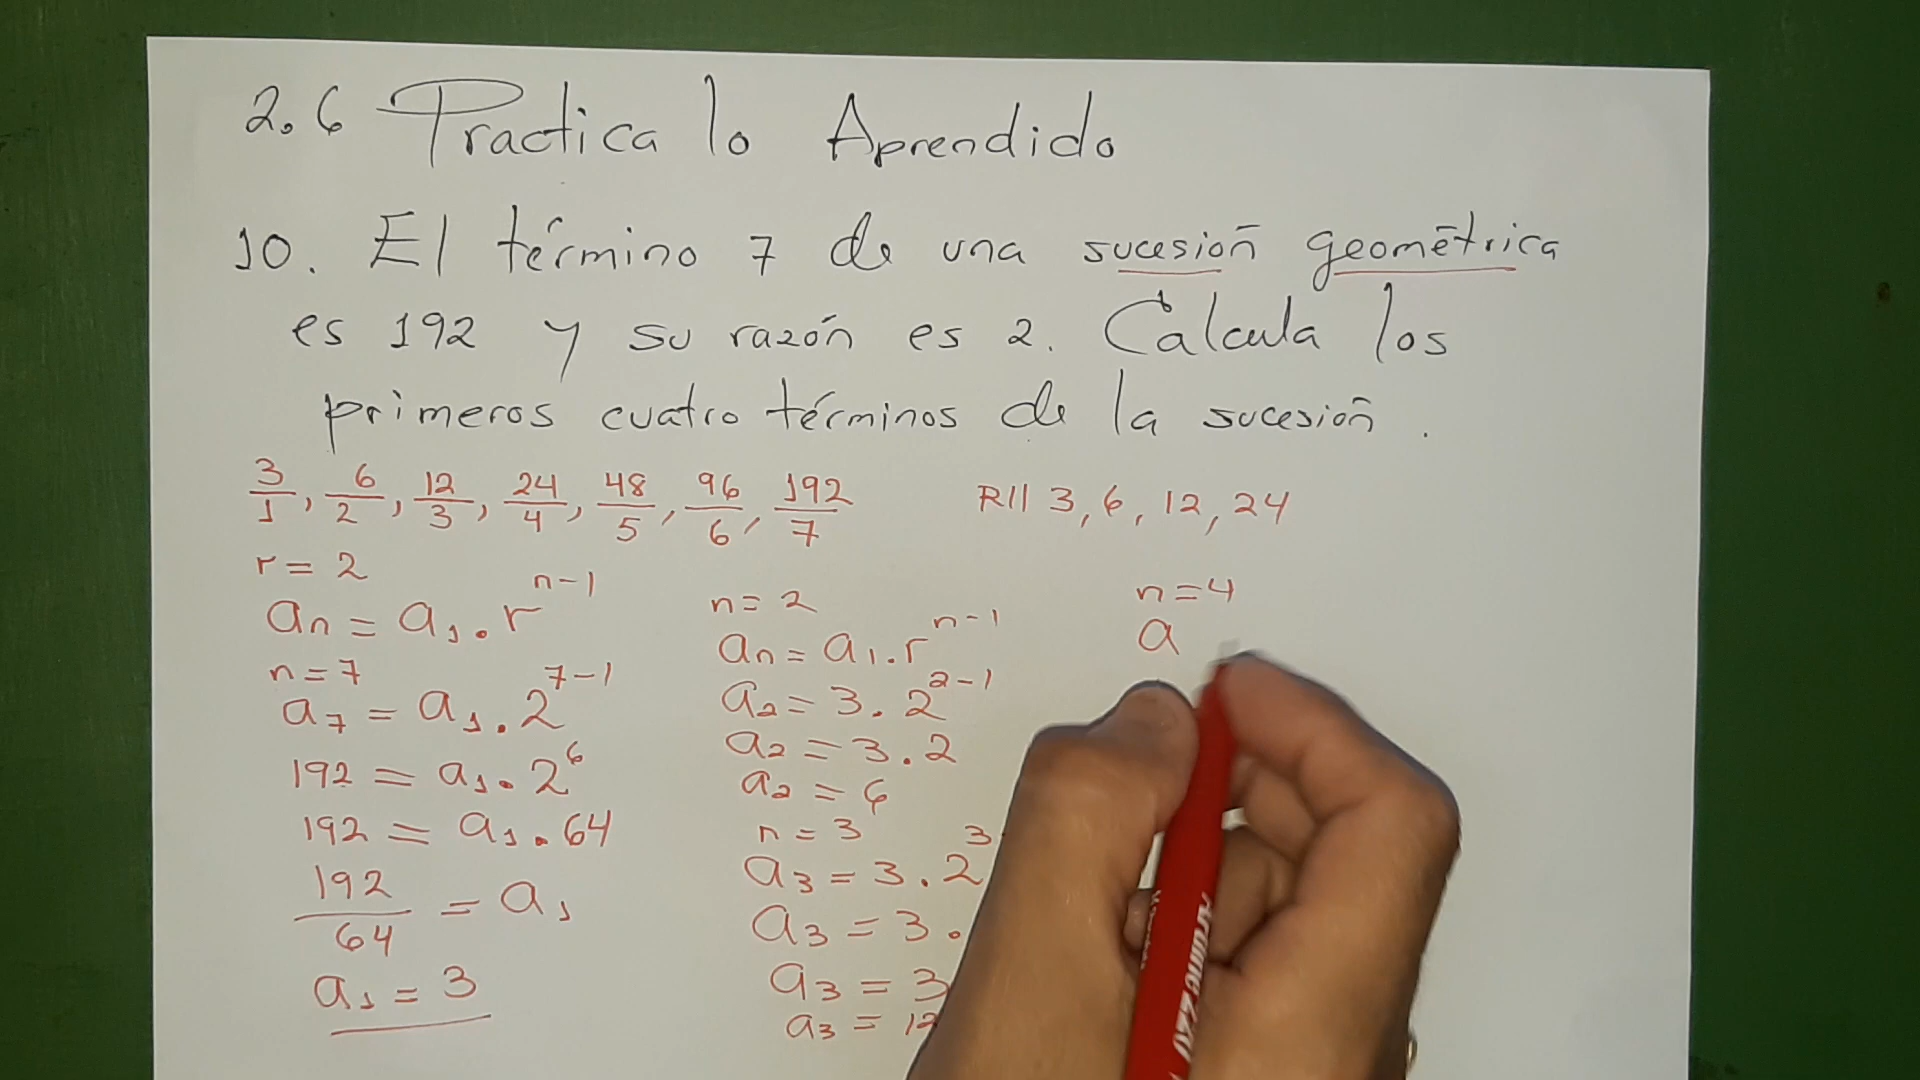 2.6 Practica lo Aprendido
10. El término 7 de una sucesión geométrica
es 192 y su razón es 2. Calcula los
primeros cuatro términos de la sucesión.
3/1, 6/2, 12/3, 24/4, 48/5, 96/6, 192/7
R// 3, 6, 12, 24
r = 2
an = a1 . r^n-1
n = 7
a7 = a1 . 2^7-1
192 = a1 . 2^6
192 = a1 . 64
192/64 = a1
a1 = 3
n = 2
an = a1 . r^n-1
a2 = 3 . 2^2-1
a2 = 3 . 2
a2 = 6
n = 3
a3 = 3 . 2^3
a3 = 3 .
a3 = 3
a3 = 12
n = 4
a